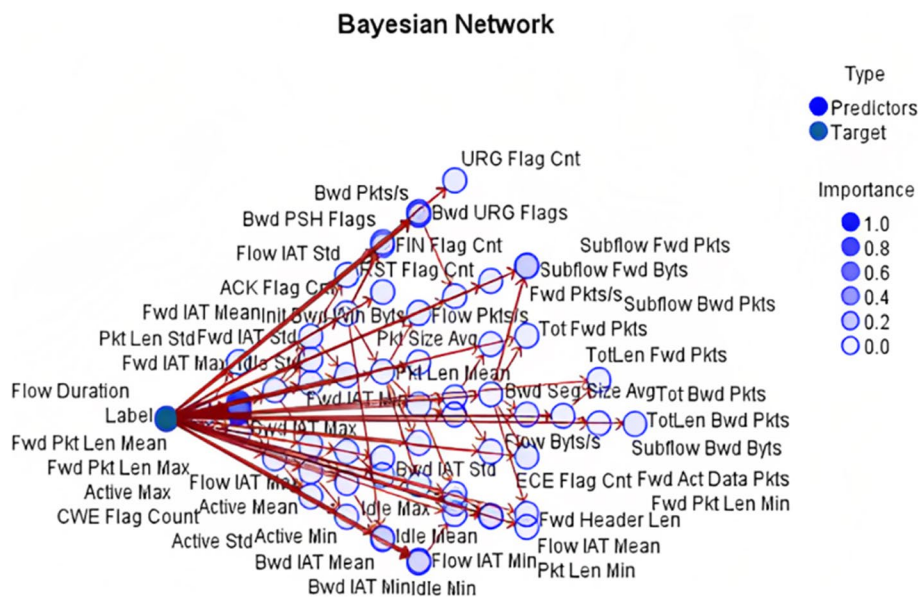 Bayesian Network
Type
Predictors
Target
Importance
1.0
0.8
0.6
0.4
0.2
0.0
URG Flag Cnt
Bwd Pkts/s
Bwd URG Flags
Bwd PSH Flags
FIN Flag Cnt
Subflow Fwd Pkts
Flow IAT Std
RST Flag Cnt
Subflow Fwd Byts
ACK Flag Cnt
Fwd Pkts/s
Subflow Bwd Pkts
Fwd IAT Mean
Init Bwd Win Byts
Flow Pkts/s
Pkt Len Std
Fwd IAT Std
Pkt Size Avg
Tot Fwd Pkts
Fwd IAT Max
Idle Std
Pkt Len Mean
TotLen Fwd Pkts
Flow Duration
Fwd IAT Min
Bwd Seg Size Avg
Tot Bwd Pkts
Label
Bwd IAT Max
TotLen Bwd Pkts
Fwd Pkt Len Mean
Flow Byts/s
Subflow Bwd Byts
Fwd Pkt Len Max
Bwd IAT Std
Active Max
Flow IAT Max
ECE Flag Cnt
Fwd Act Data Pkts
CWE Flag Count
Active Mean
Idle Max
Fwd Header Len
Fwd Pkt Len Min
Active Std
Active Min
Idle Mean
Flow IAT Mean
Bwd IAT Mean
Flow IAT Min
Pkt Len Min
Bwd IAT Min
Idle Min